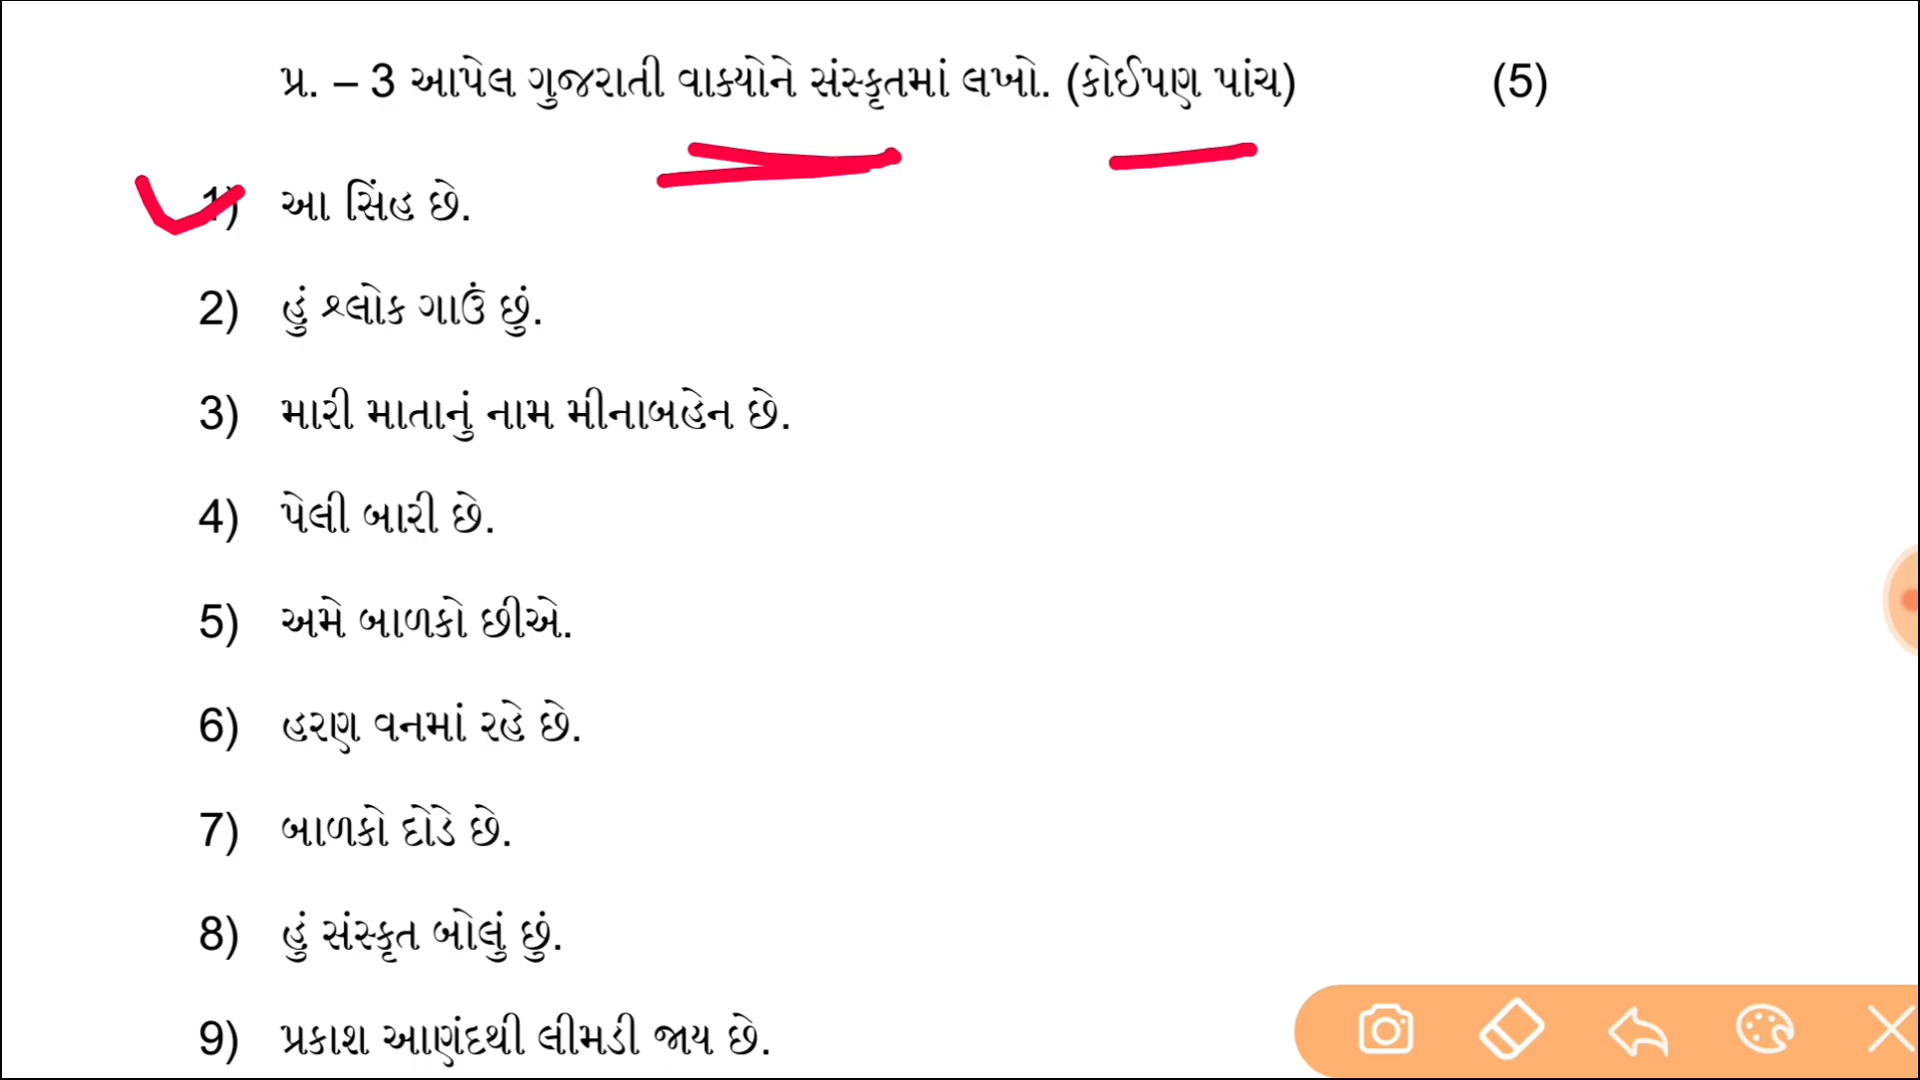 પ્ર. – 3 આપેલ ગુજરાતી વાક્યોને સંસ્કૃતમાં લખો. (કોઈપણ પાંચ) (5)
1) આ સિંહ છે.
2) હું શ્લોક ગાઉં છું.
3) મારી માતાનું નામ મીનાબહેન છે.
4) પેલી બારી છે.
5) અમે બાળકો છીએ.
6) હરણ વનમાં રહે છે.
7) બાળકો દોડે છે.
8) હું સંસ્કૃત બોલું છું.
9) પ્રકાશ આણંદથી લીમડી જાય છે.